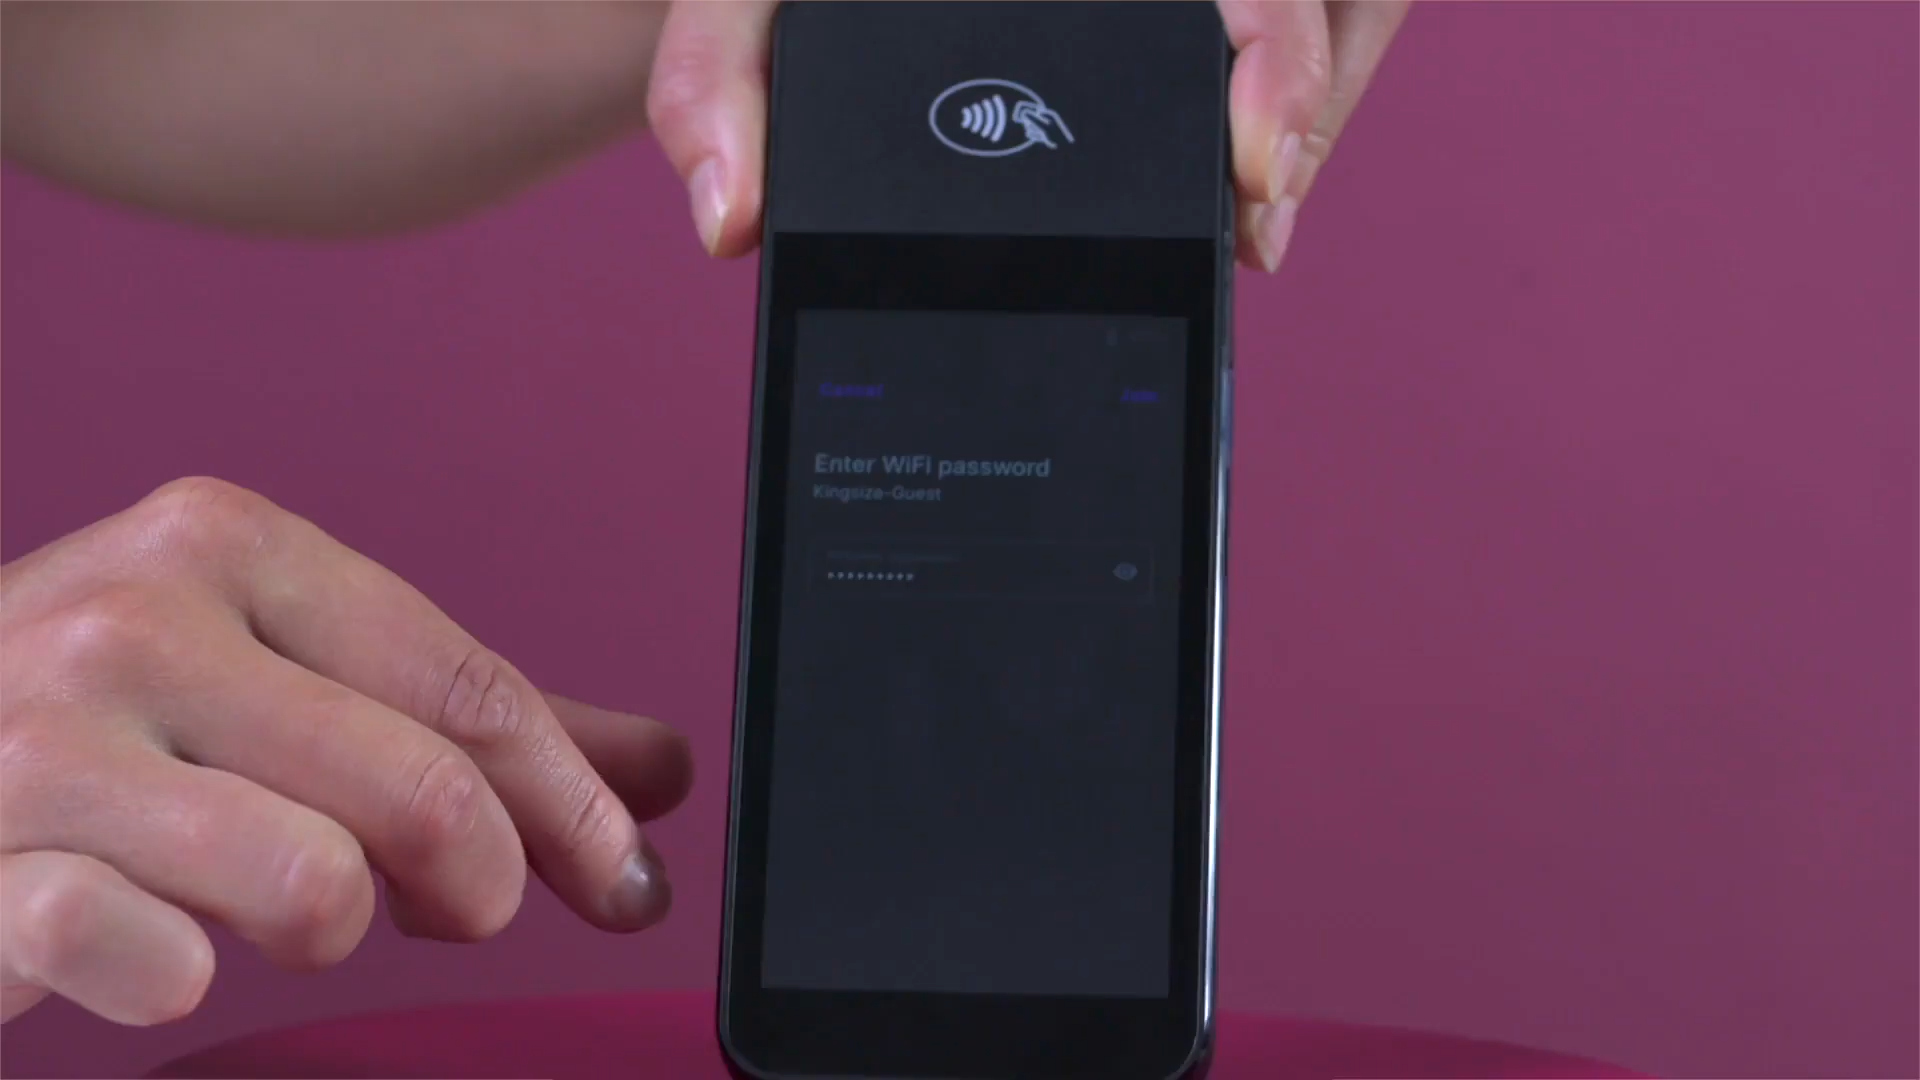 Cancel
Join
Enter WiFi password
Kingsize-Guest
•••••••••